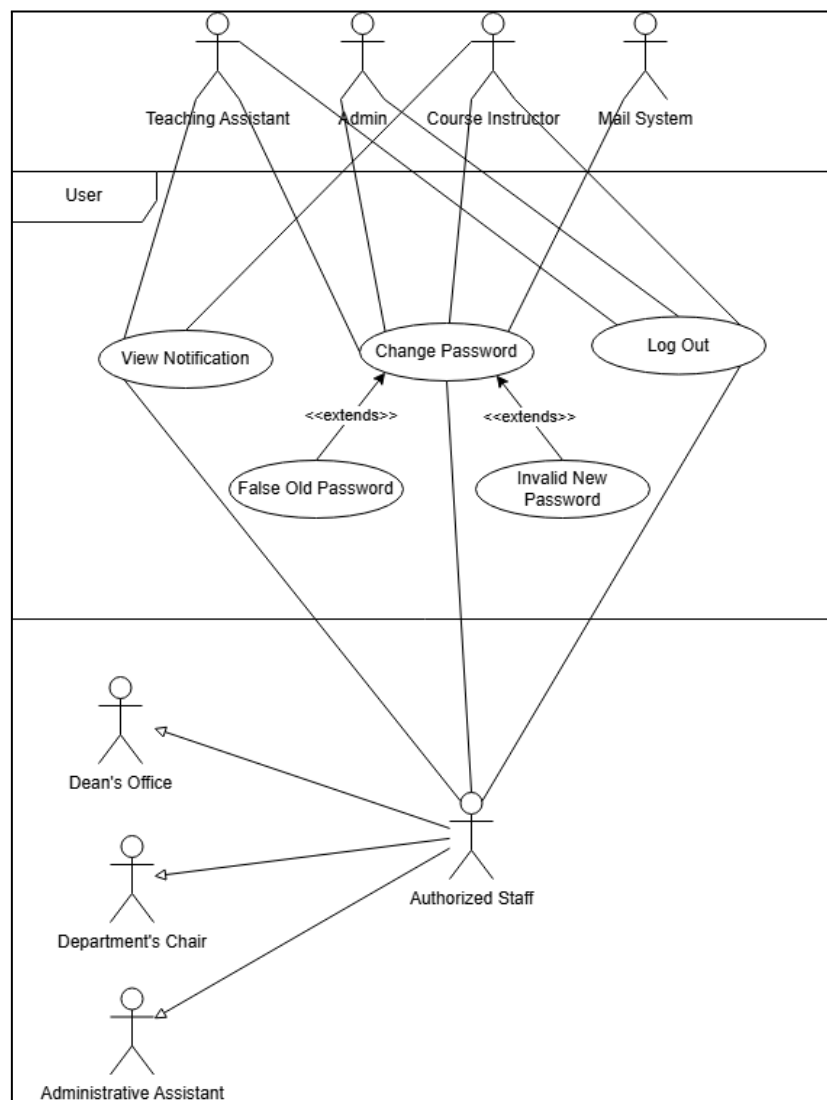 Teaching Assistant
Admin
Course Instructor
Mail System
User
View Notification
Change Password
Log Out
<<extends>>
<<extends>>
False Old Password
Invalid New
Password
Dean's Office
Authorized Staff
Department's Chair
Administrative Assistant